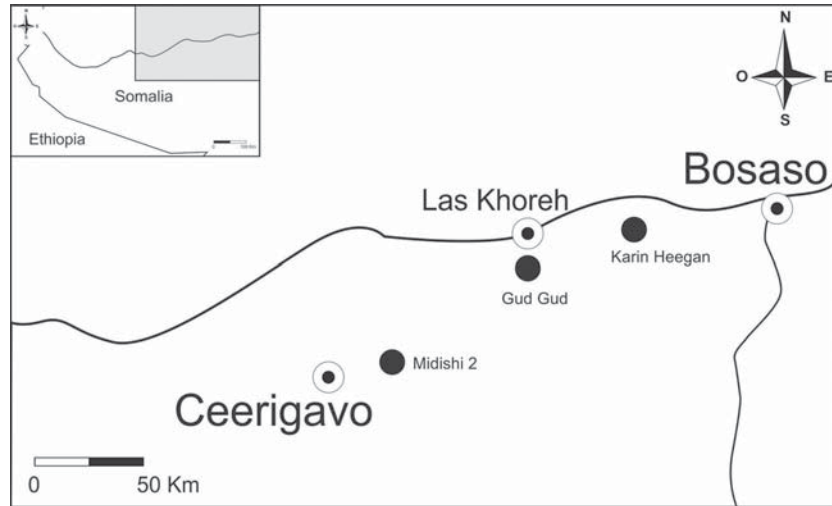 Somalia
Ethiopia
N
O E
S
Bosaso
Las Khoreh
Karin Heegan
Gud Gud
Midishi 2
Ceerigavo
0 50 Km